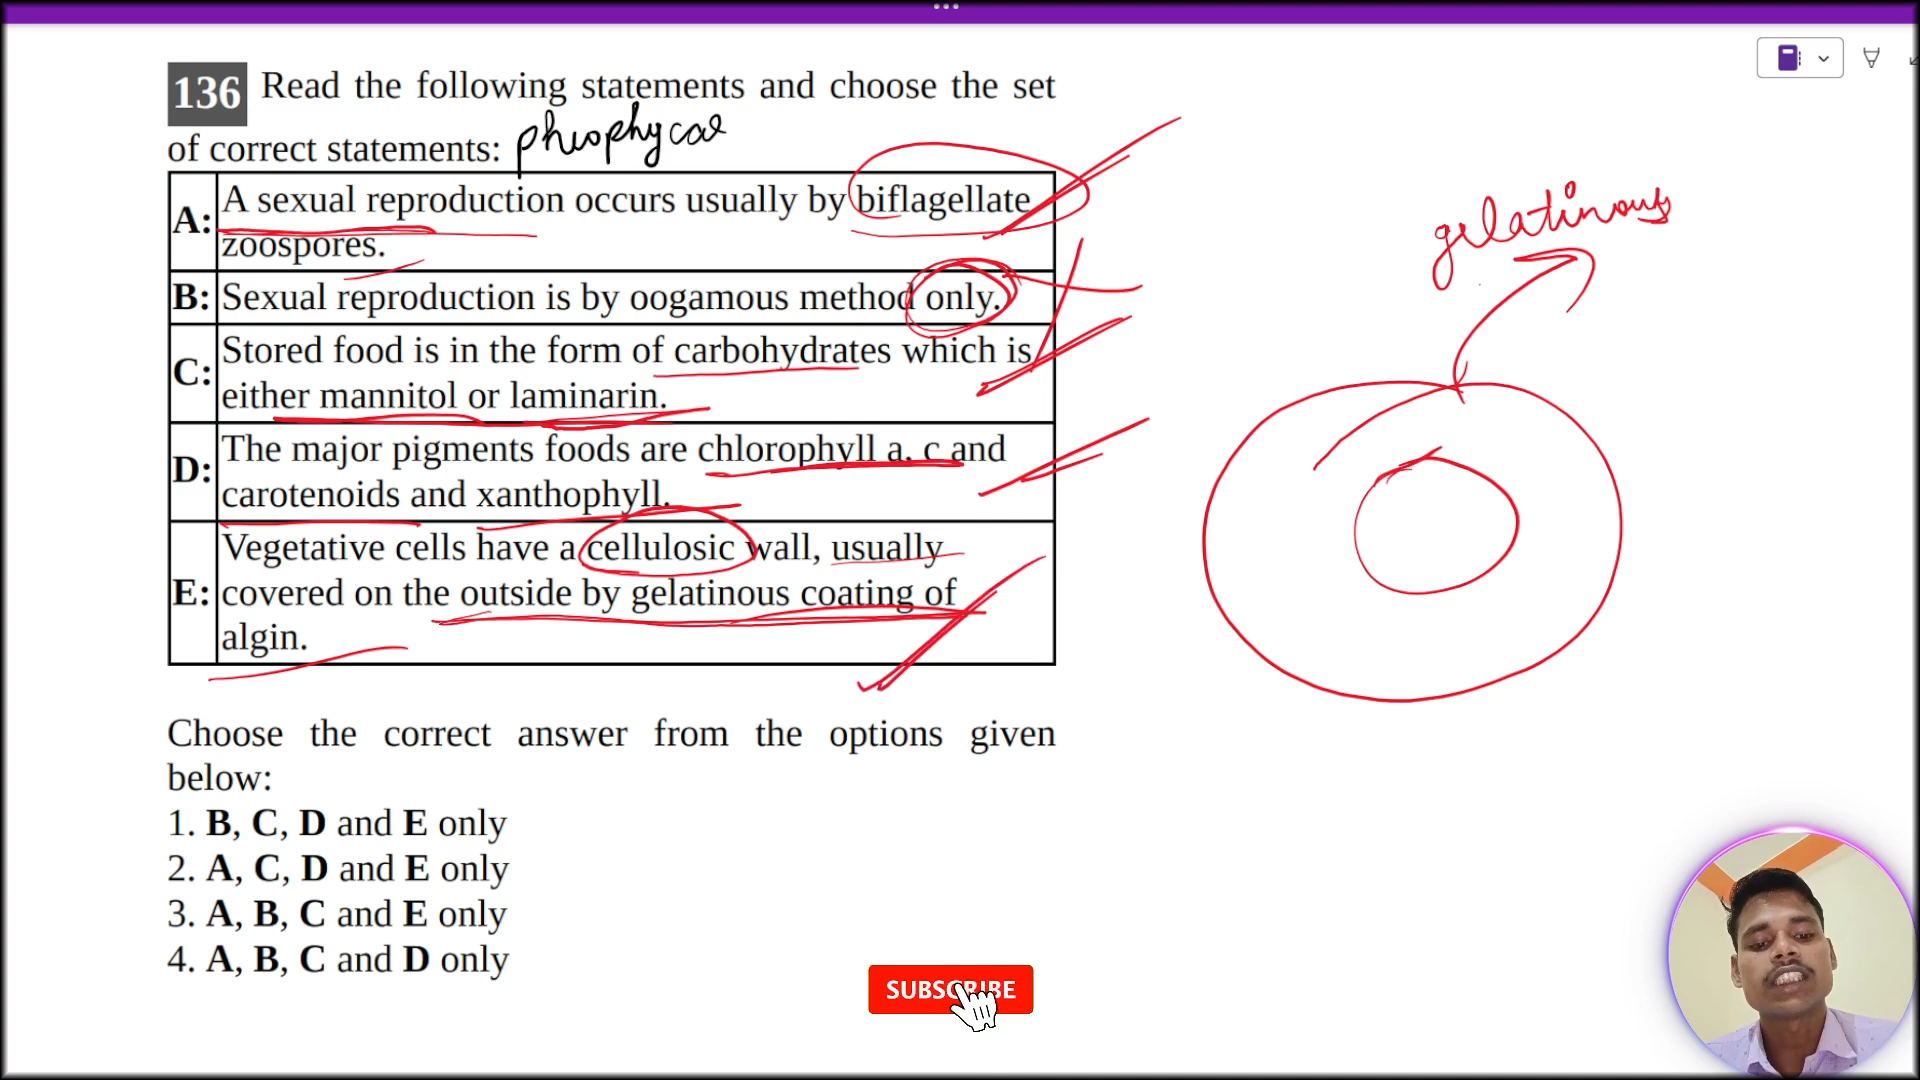 136 Read the following statements and choose the set
of correct statements: pheophycae
A: A sexual reproduction occurs usually by biflagellate
zoospores.
B: Sexual reproduction is by oogamous method only.
C: Stored food is in the form of carbohydrates which is
either mannitol or laminarin.
D: The major pigments foods are chlorophyll a, c and
carotenoids and xanthophyll.
E: Vegetative cells have a cellulosic wall, usually
covered on the outside by gelatinous coating of
algin.
gelatinous
Choose the correct answer from the options given
below:
1. B, C, D and E only
2. A, C, D and E only
3. A, B, C and E only
4. A, B, C and D only
SUBSCRIBE